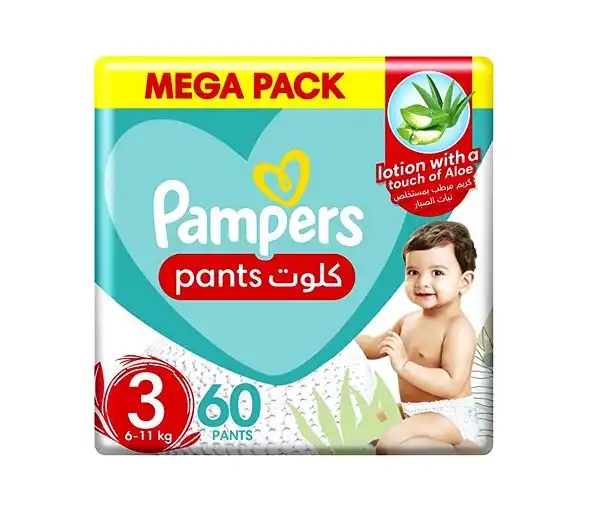 MEGA PACK
lotion with a
touch of Aloe
كريم مرطب بمستخلص
نبات الصبار
Pampers
pants كلوت
3
6-11 kg
60
PANTS